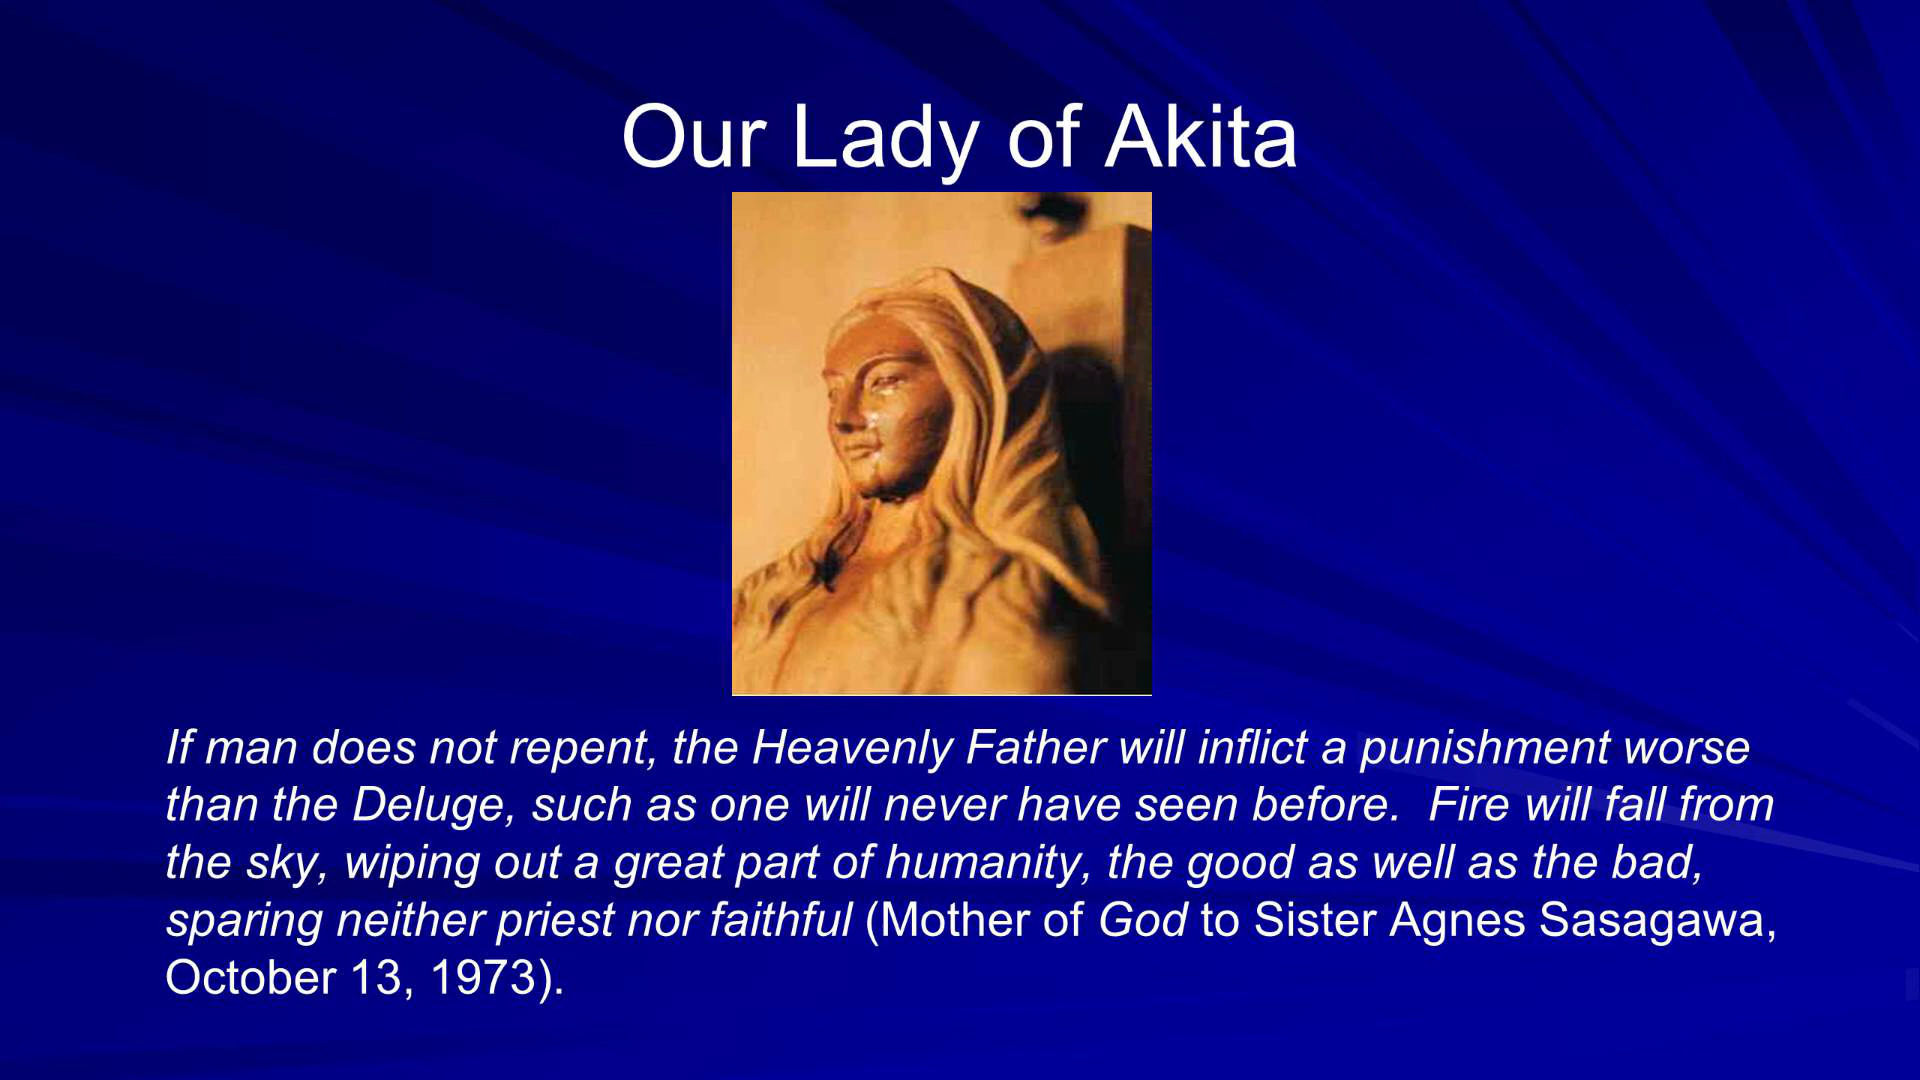 Our Lady of Akita
If man does not repent, the Heavenly Father will inflict a punishment worse
than the Deluge, such as one will never have seen before.  Fire will fall from
the sky, wiping out a great part of humanity, the good as well as the bad,
sparing neither priest nor faithful (Mother of God to Sister Agnes Sasagawa,
October 13, 1973).